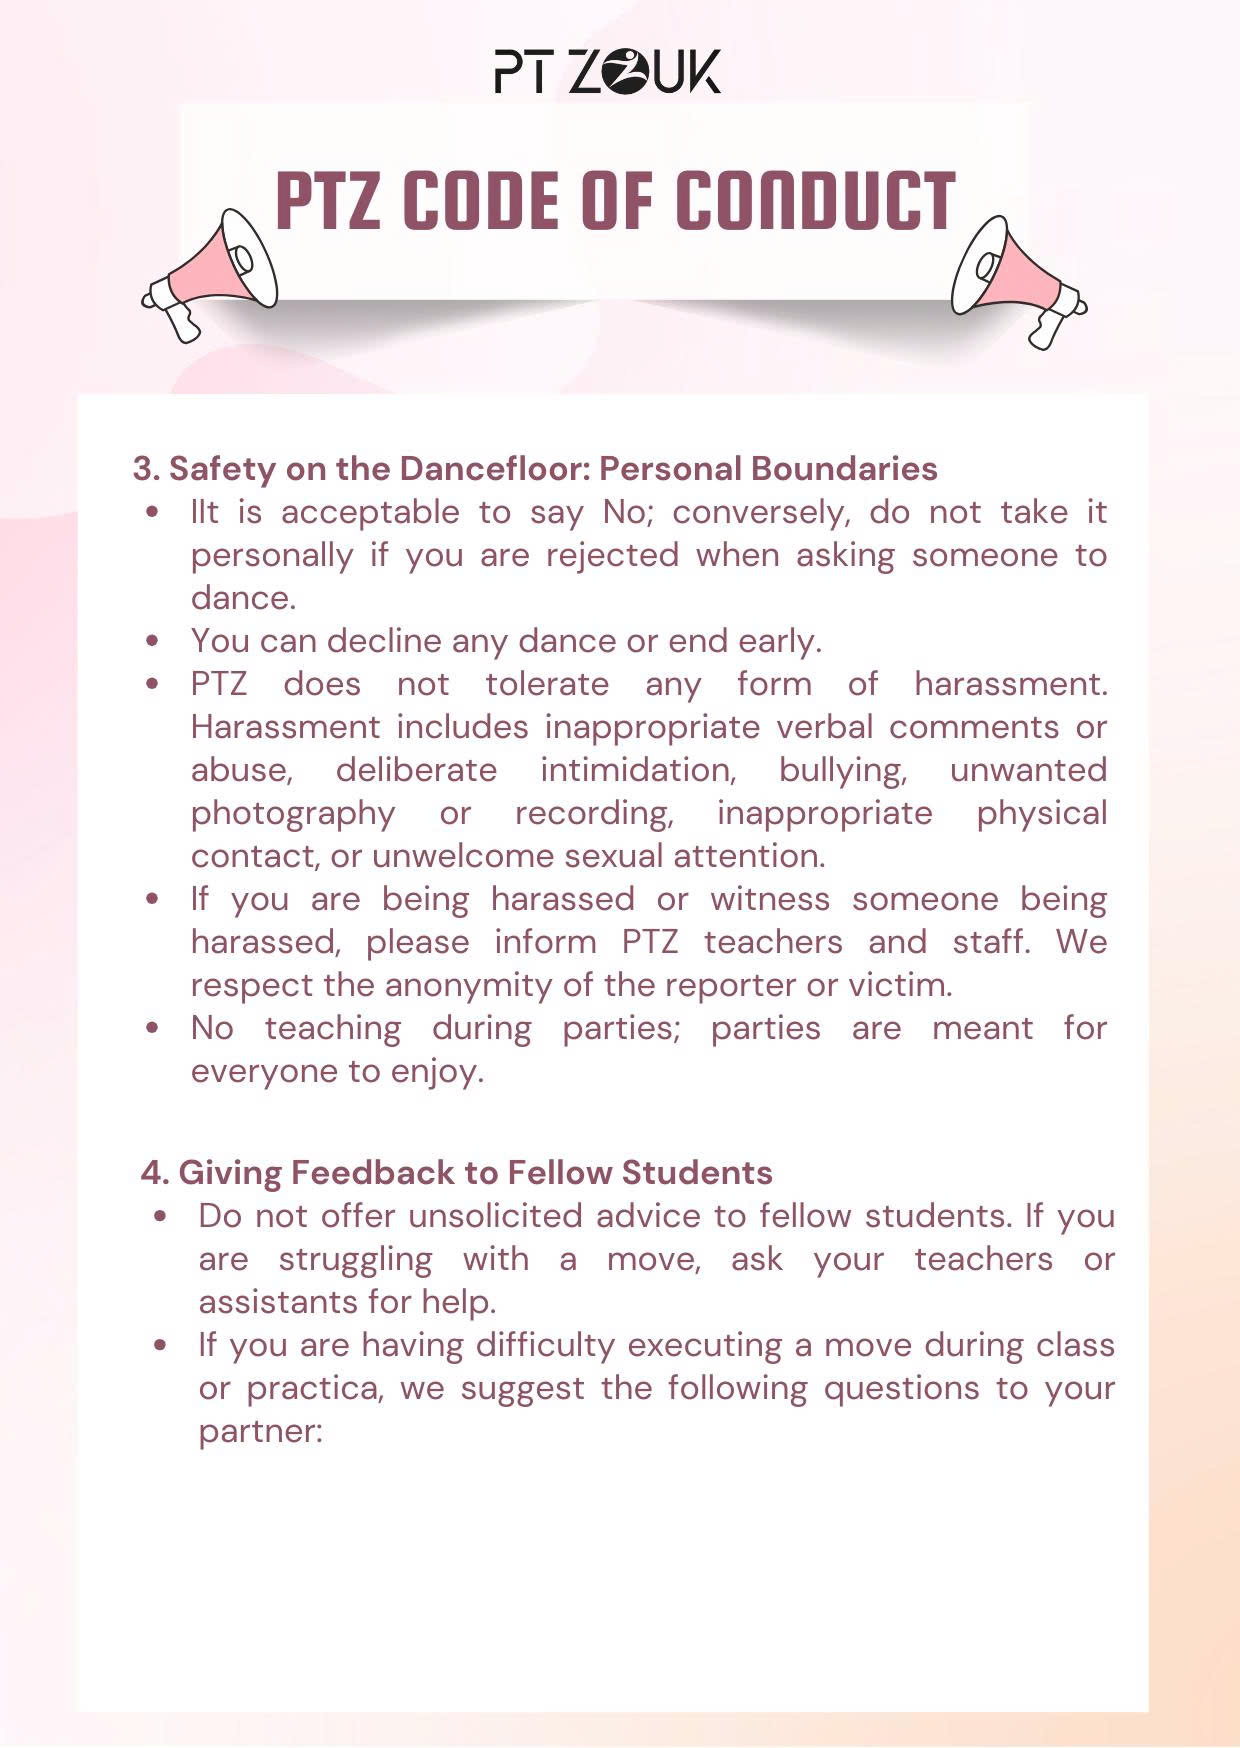 PT ZOUK
PTZ CODE OF CONDUCT
3. Safety on the Dancefloor: Personal Boundaries
• IIt is acceptable to say No; conversely, do not take it
personally if you are rejected when asking someone to
dance.
• You can decline any dance or end early.
• PTZ does not tolerate any form of harassment.
Harassment includes inappropriate verbal comments or
abuse, deliberate intimidation, bullying, unwanted
photography or recording, inappropriate physical
contact, or unwelcome sexual attention.
• If you are being harassed or witness someone being
harassed, please inform PTZ teachers and staff. We
respect the anonymity of the reporter or victim.
• No teaching during parties; parties are meant for
everyone to enjoy.
4. Giving Feedback to Fellow Students
• Do not offer unsolicited advice to fellow students. If you
are struggling with a move, ask your teachers or
assistants for help.
• If you are having difficulty executing a move during class
or practica, we suggest the following questions to your
partner: